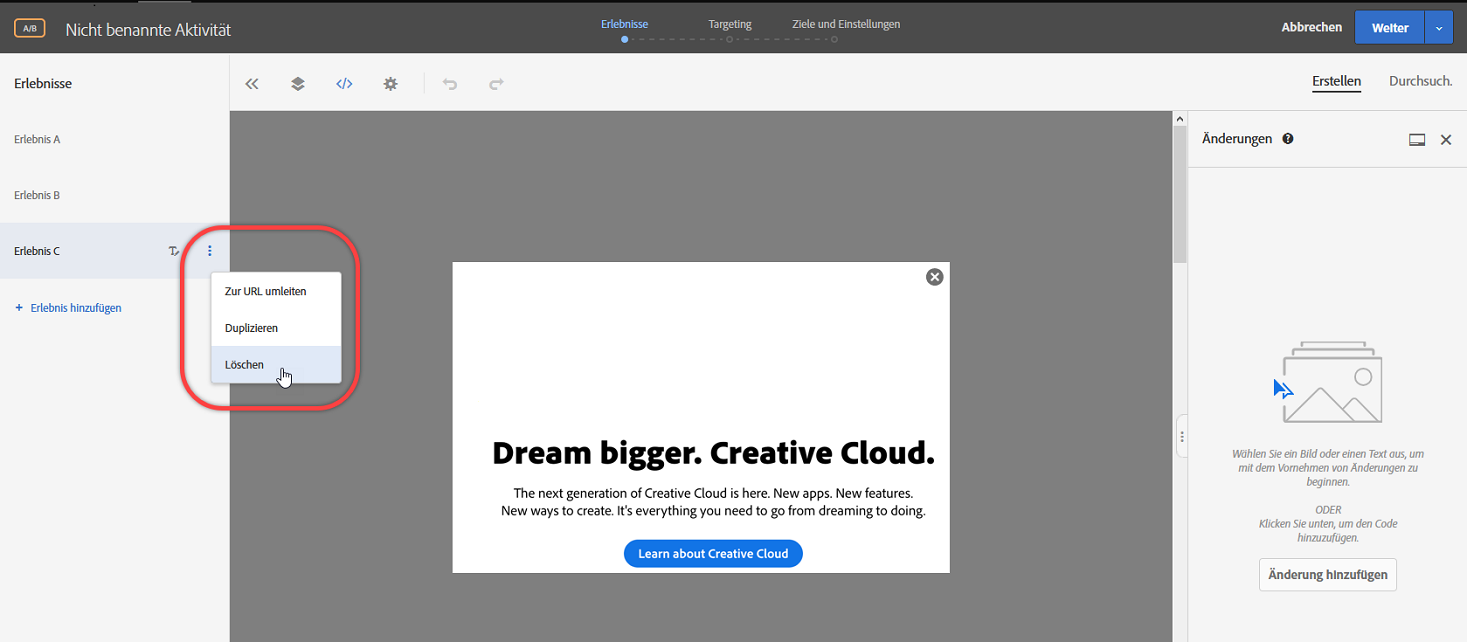 A/B
Nicht benannte Aktivität
Erlebnisse
Targeting
Ziele und Einstellungen
Abbrechen
Weiter
Erlebnisse
Erstellen
Durchsuch.
Erlebnis A
Erlebnis B
Erlebnis C
+ Erlebnis hinzufügen
Zur URL umleiten
Duplizieren
Löschen
Dream bigger. Creative Cloud.
The next generation of Creative Cloud is here. New apps. New features.
New ways to create. It's everything you need to go from dreaming to doing.
Learn about Creative Cloud
Änderungen
Wählen Sie ein Bild oder einen Text aus, um
mit dem Vornehmen von Änderungen zu
beginnen.
ODER
Klicken Sie unten, um den Code
hinzuzufügen.
Änderung hinzufügen